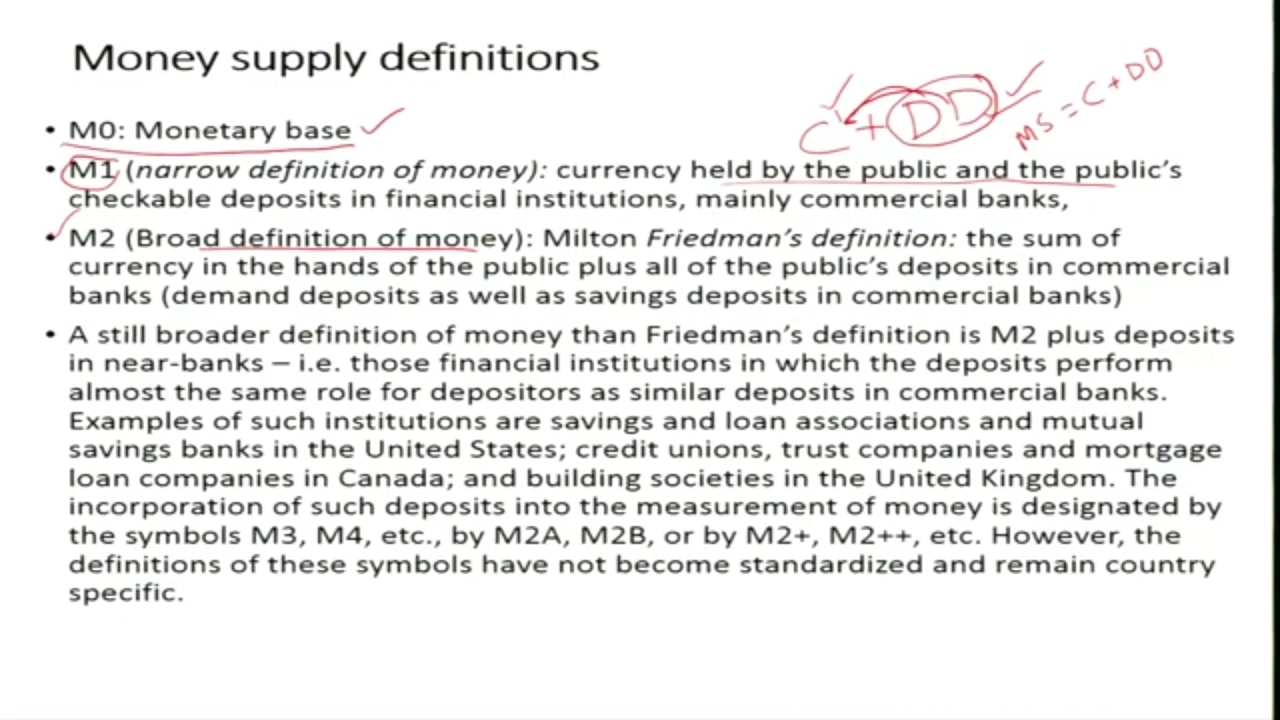 Money supply definitions
C + DD
MS = C + DD
• M0: Monetary base
• M1 (narrow definition of money): currency held by the public and the public's
checkable deposits in financial institutions, mainly commercial banks,
• M2 (Broad definition of money): Milton Friedman's definition: the sum of
currency in the hands of the public plus all of the public's deposits in commercial
banks (demand deposits as well as savings deposits in commercial banks)
• A still broader definition of money than Friedman's definition is M2 plus deposits
in near-banks – i.e. those financial institutions in which the deposits perform
almost the same role for depositors as similar deposits in commercial banks.
Examples of such institutions are savings and loan associations and mutual
savings banks in the United States; credit unions, trust companies and mortgage
loan companies in Canada; and building societies in the United Kingdom. The
incorporation of such deposits into the measurement of money is designated by
the symbols M3, M4, etc., by M2A, M2B, or by M2+, M2++, etc. However, the
definitions of these symbols have not become standardized and remain country
specific.